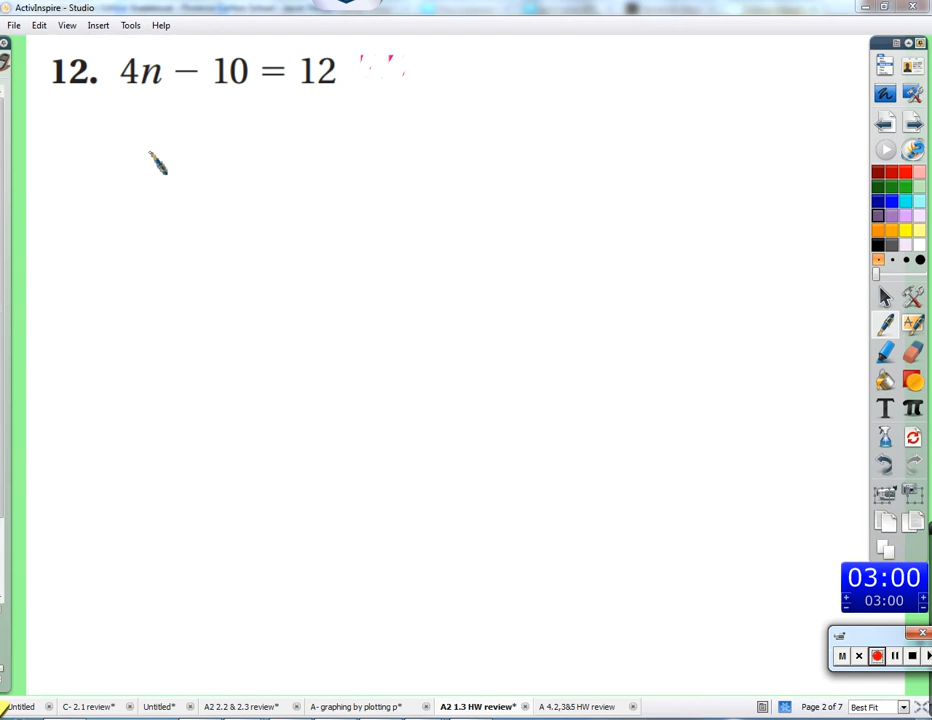 ActivInspire - Studio
File Edit View Insert Tools Help
12. 4n − 10 = 12
T π
03:00
03:00
M
Untitled C- 2.1 review* Untitled* A2 2.2 & 2.3 review* A- graphing by plotting p* A2 1.3 HW review* A 4.2,3&5 HW review Page 2 of 7 Best Fit